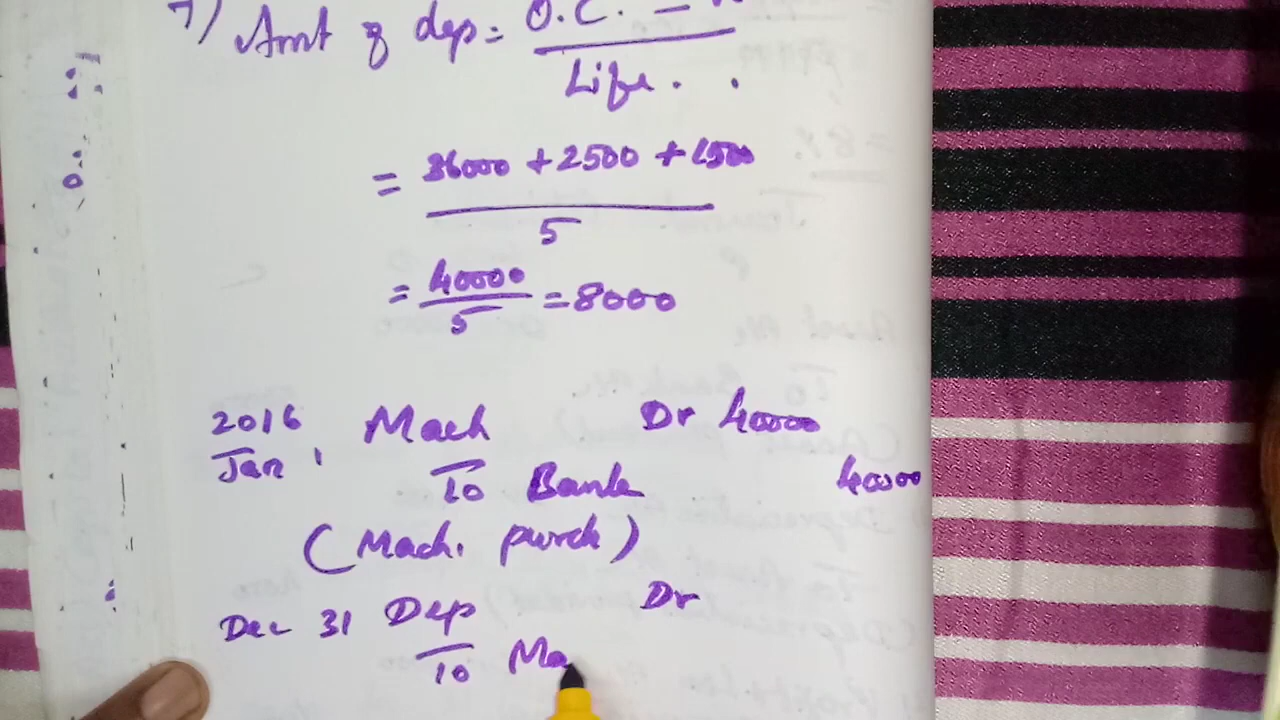 7) Amt of dep = O.C. -
Life.
= 36000 + 2500 + 1500
5
= 40000 = 8000
5
2016 Mach Dr 40000
Jan 1 To Bank 40000
(Mach. purch)
Dec 31 Dep Dr
To Ma